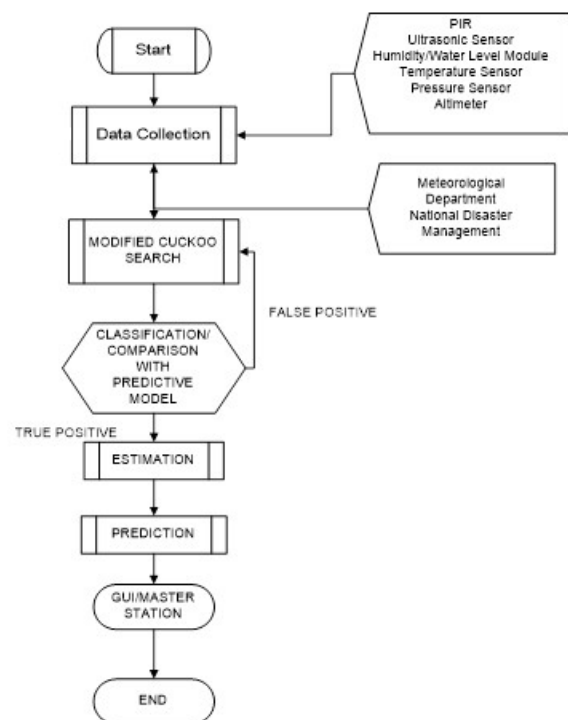 Start
PIR
Ultrasonic Sensor
Humidity/Water Level Module
Temperature Sensor
Pressure Sensor
Altimeter
Data Collection
Meteorological
Department
National Disaster
Management
MODIFIED CUCKOO
SEARCH
FALSE POSITIVE
CLASSIFICATION/
COMPARISON
WITH
PREDICTIVE
MODEL
TRUE POSITIVE
ESTIMATION
PREDICTION
GUI/MASTER
STATION
END